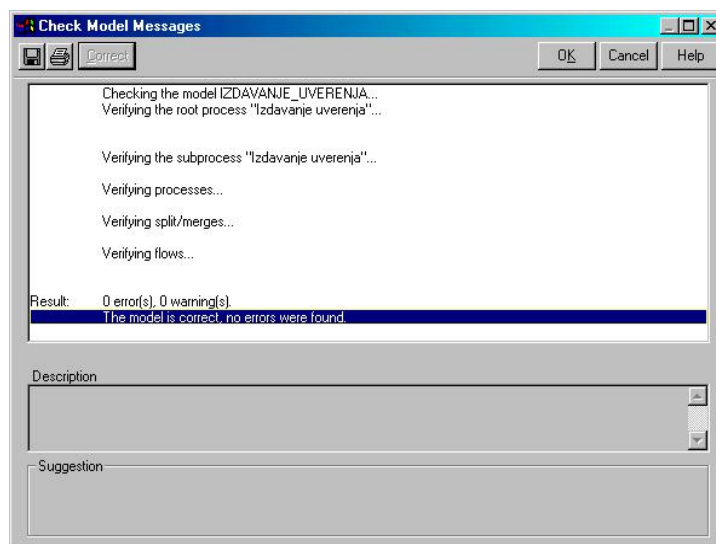 Check Model Messages
Correct OK Cancel Help
Checking the model IZDAVANJE_UVERENJA...
Verifying the root process "Izdavanje uverenja"...
Verifying the subprocess "Izdavanje uverenja"...
Verifying processes...
Verifying split/merges...
Verifying flows...
Result: 0 error(s), 0 warning(s).
The model is correct, no errors were found.
Description
Suggestion